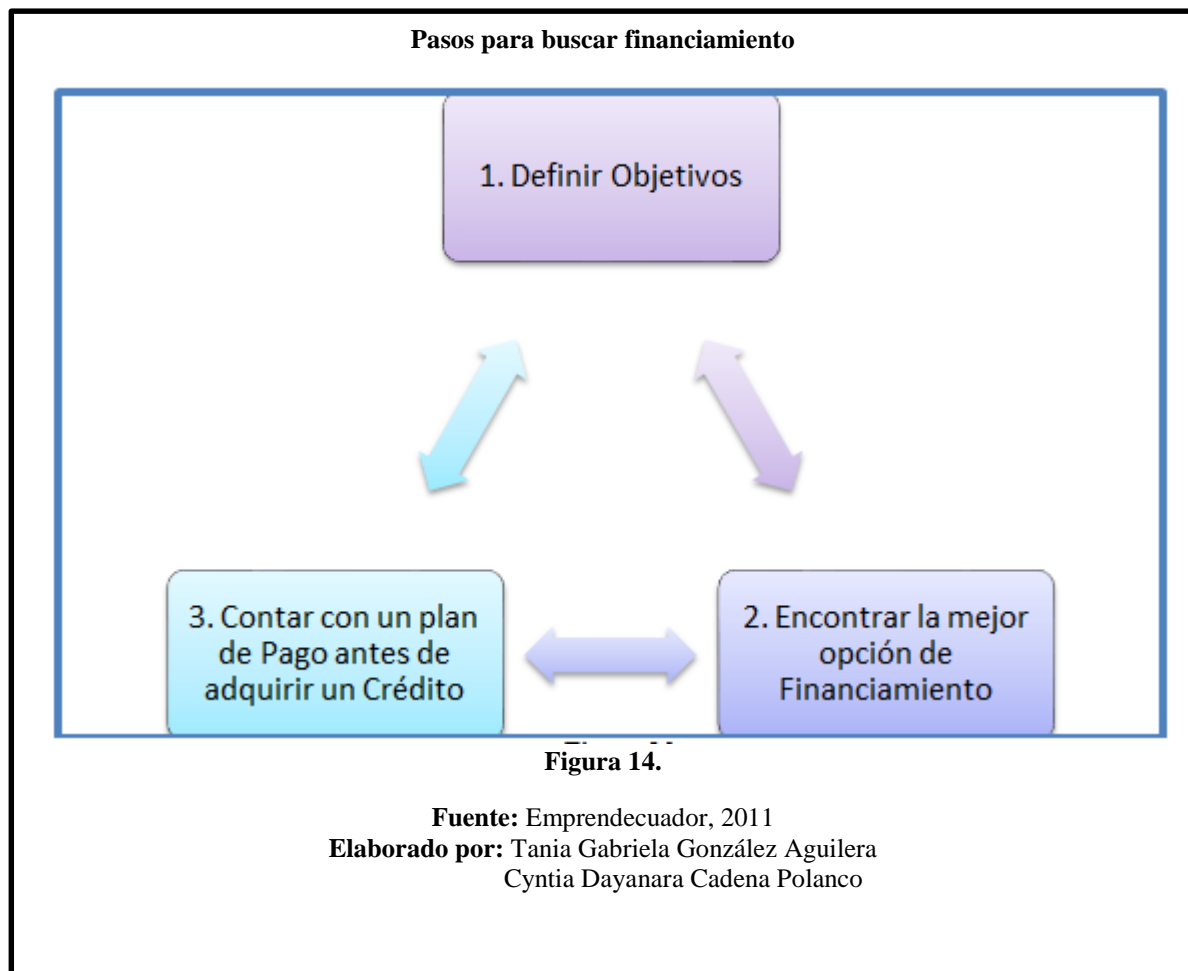 Pasos para buscar financiamiento
1. Definir Objetivos
3. Contar con un plan
de Pago antes de
adquirir un Crédito
2. Encontrar la mejor
opción de
Financiamiento
Figura 14.
Fuente: Emprendecuador, 2011
Elaborado por: Tania Gabriela González Aguilera
Cyntia Dayanara Cadena Polanco